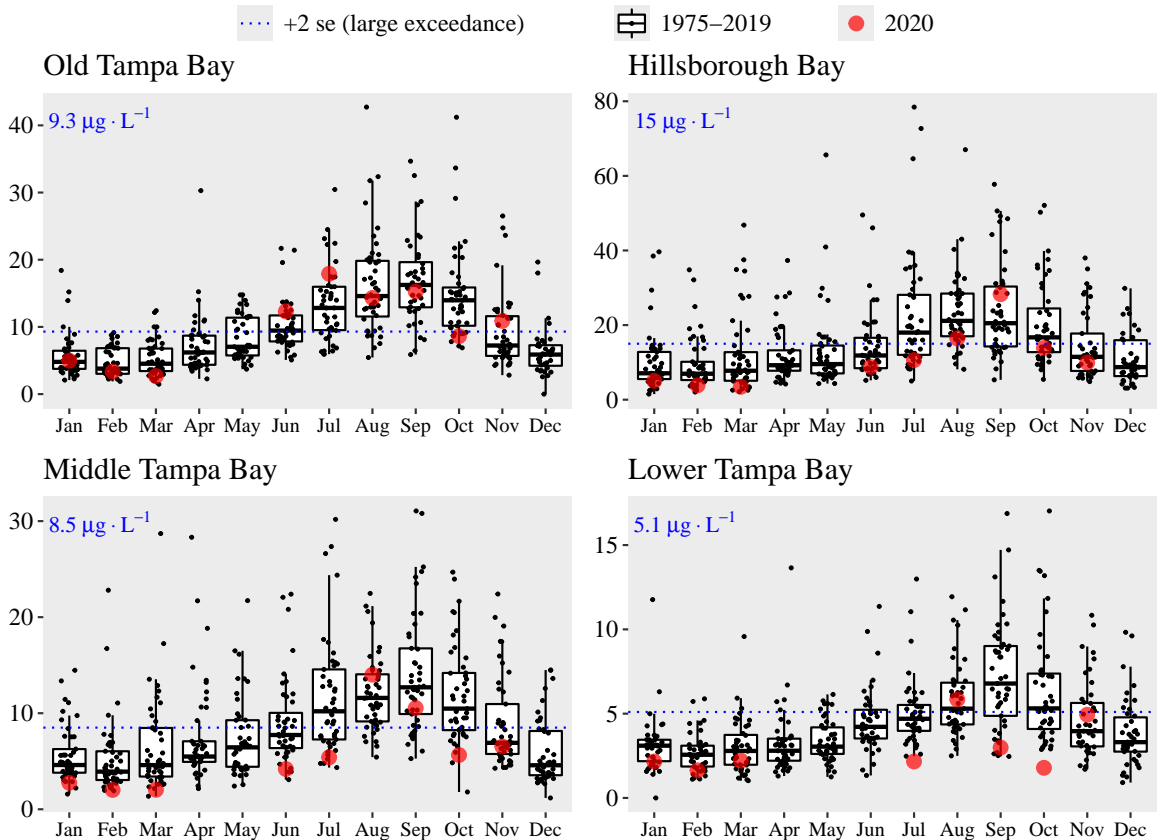 +2 se (large exceedance) 1975–2019 2020
Old Tampa Bay
9.3 μg · L⁻¹
40
30
20
10
0
Jan Feb Mar Apr May Jun Jul Aug Sep Oct Nov Dec
Hillsborough Bay
15 μg · L⁻¹
80
60
40
20
0
Jan Feb Mar Apr May Jun Jul Aug Sep Oct Nov Dec
Middle Tampa Bay
8.5 μg · L⁻¹
30
20
10
0
Jan Feb Mar Apr May Jun Jul Aug Sep Oct Nov Dec
Lower Tampa Bay
5.1 μg · L⁻¹
15
10
5
0
Jan Feb Mar Apr May Jun Jul Aug Sep Oct Nov Dec